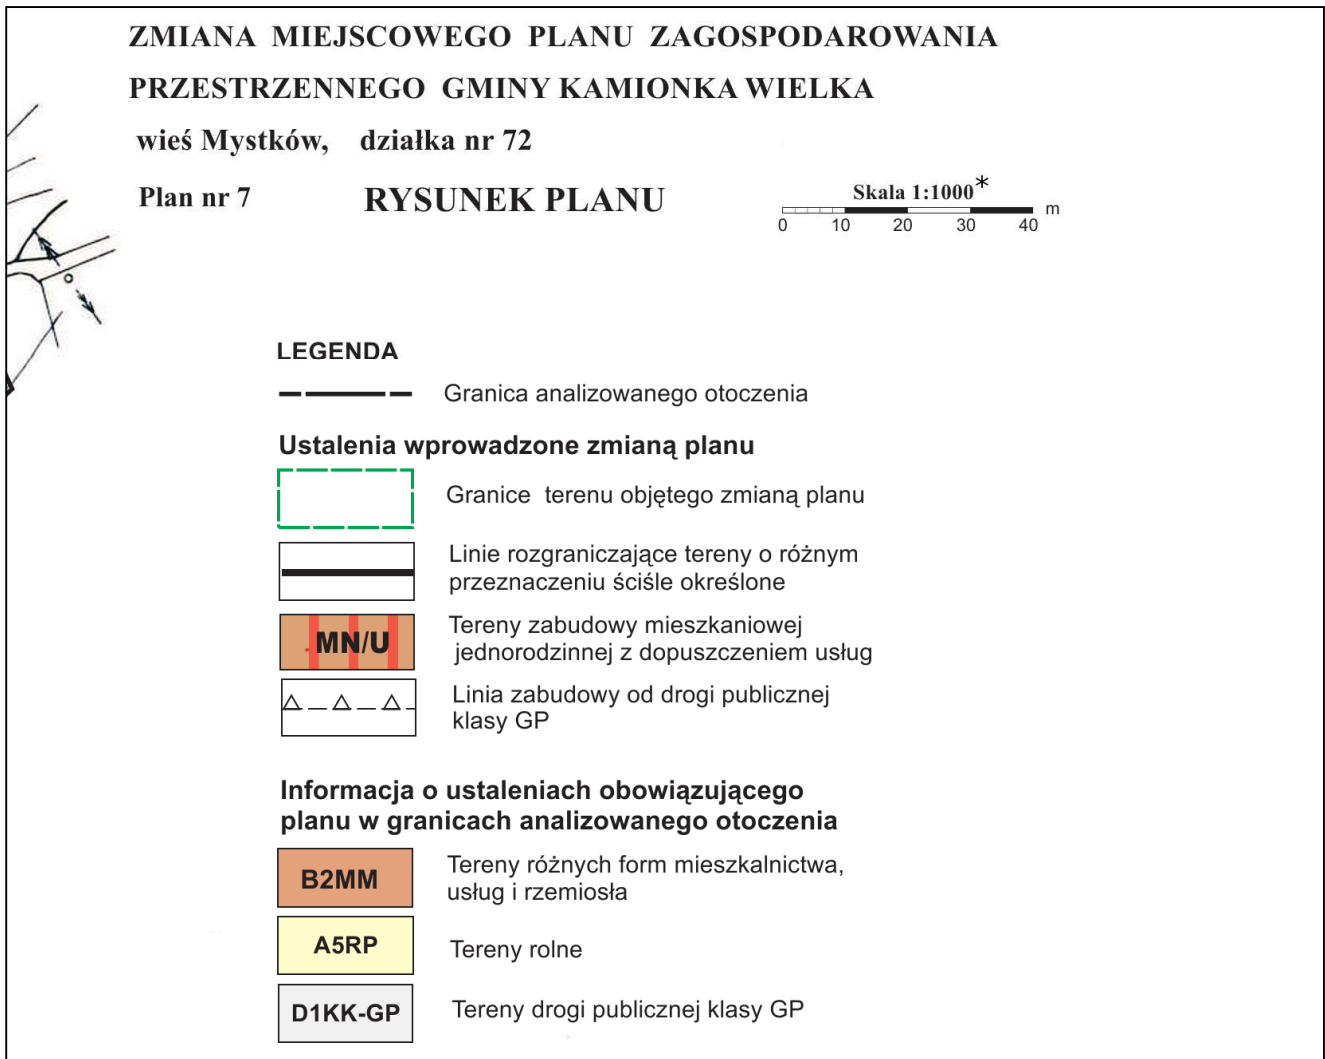 ZMIANA MIEJSCOWEGO PLANU ZAGOSPODAROWANIA
PRZESTRZENNEGO GMINY KAMIONKA WIELKA
wieś Mystków, działka nr 72
Plan nr 7 RYSUNEK PLANU
Skala 1:1000*
m
0 10 20 30 40
LEGENDA
Granica analizowanego otoczenia
Ustalenia wprowadzone zmianą planu
Granice terenu objętego zmianą planu
Linie rozgraniczające tereny o różnym
przeznaczeniu ściśle określone
MN/U
Tereny zabudowy mieszkaniowej
jednorodzinnej z dopuszczeniem usług
Linia zabudowy od drogi publicznej
klasy GP
Informacja o ustaleniach obowiązującego
planu w granicach analizowanego otoczenia
B2MM
Tereny różnych form mieszkalnictwa,
usług i rzemiosła
A5RP
Tereny rolne
D1KK-GP
Tereny drogi publicznej klasy GP